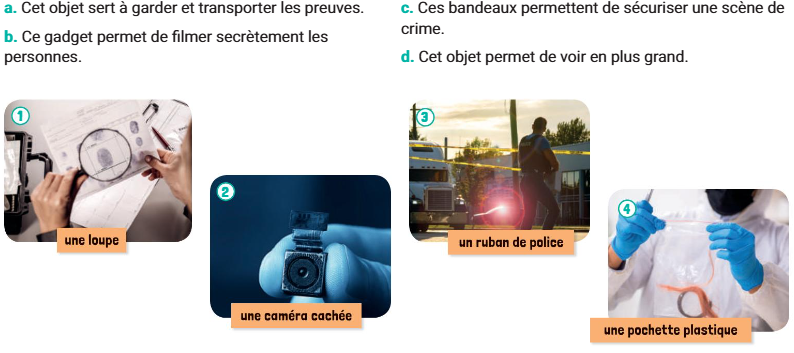 a. Cet objet sert à garder et transporter les preuves.
b. Ce gadget permet de filmer secrètement les
personnes.
c. Ces bandeaux permettent de sécuriser une scène de
crime.
d. Cet objet permet de voir en plus grand.
1
une loupe
2
une caméra cachée
3
un ruban de police
4
une pochette plastique